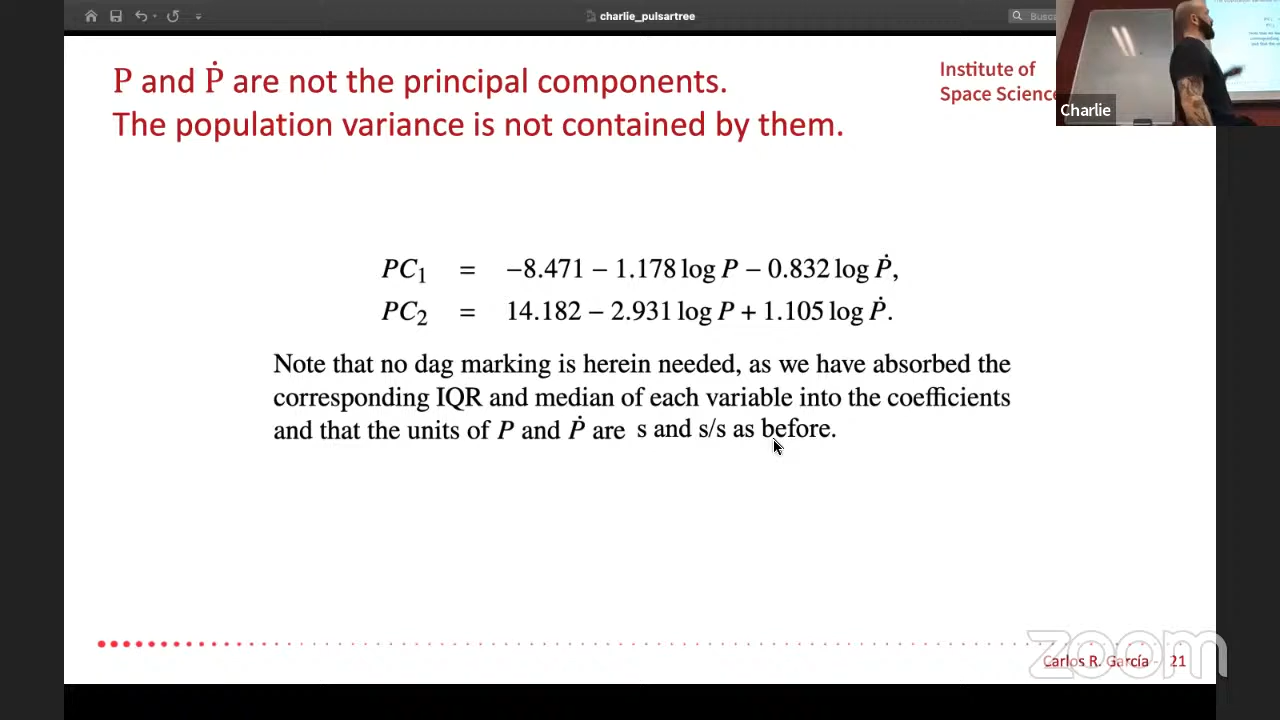 charlie_pulsartree
Busca
P and Ṗ are not the principal components.
The population variance is not contained by them.
Institute of
Space Science
Charlie
PC₁ = −8.471 − 1.178 log P − 0.832 log Ṗ,
PC₂ = 14.182 − 2.931 log P + 1.105 log Ṗ.
Note that no dag marking is herein needed, as we have absorbed the
corresponding IQR and median of each variable into the coefficients
and that the units of P and Ṗ are s and s/s as before.
zoom
Carlos R. García - 21